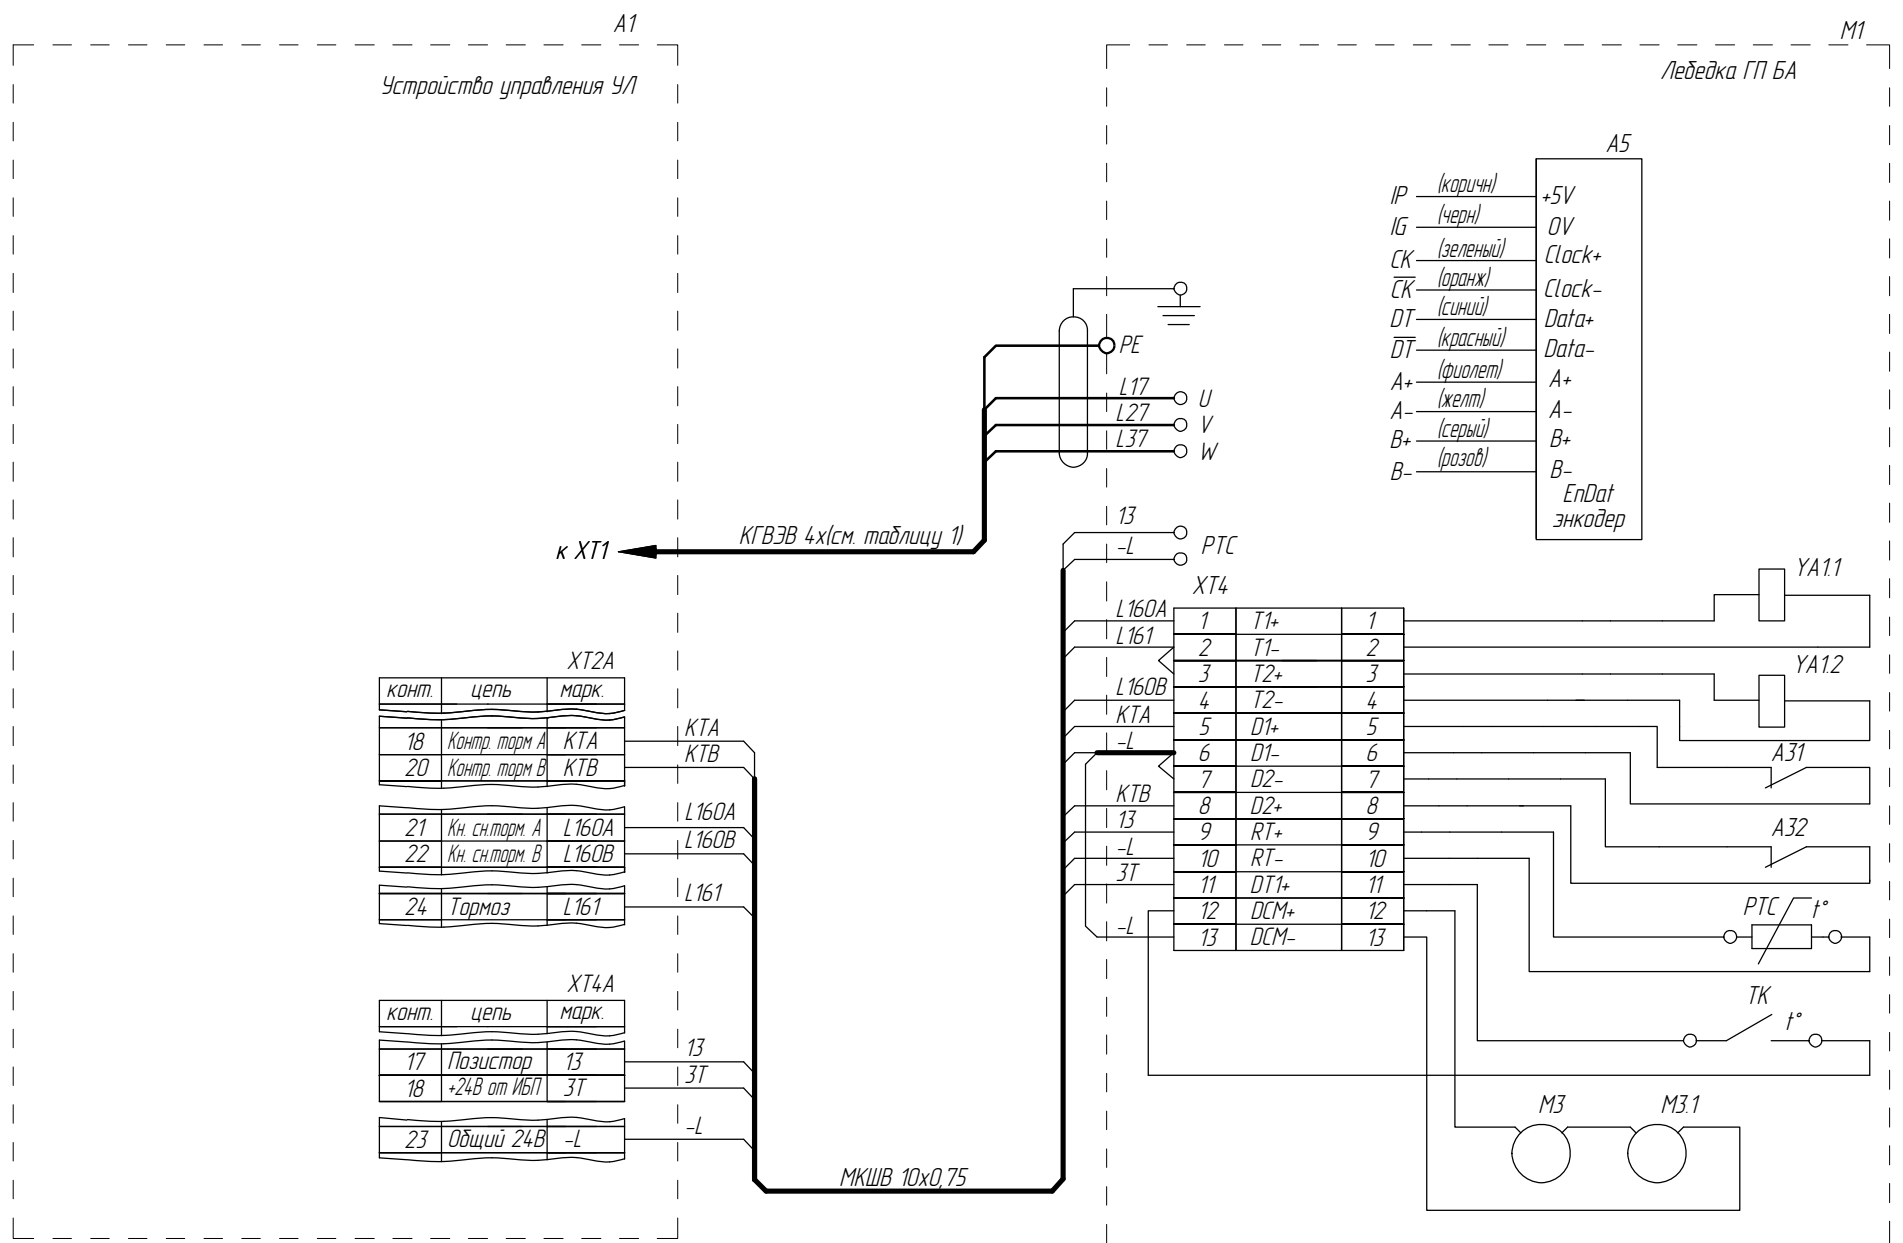 A1
Устройство управления УЛ
M1
Лебедка ГП БА
A5
IP (коричн) +5V
IG (черн) 0V
CK (зеленый) Clock+
C̅K̅ (оранж) Clock-
DT (синий) Data+
D̅T̅ (красный) Data-
A+ (фиолет) A+
A- (желт) A-
B+ (серый) B+
B- (розов) B-
EnDat
энкодер
PE
L17 U
L27 V
L37 W
к XT1
КГВЭВ 4х(см. таблицу 1)
13
-L
PTC
XT4
L160A 1 T1+ 1
L161 2 T1- 2
3 T2+ 3
L160B 4 T2- 4
KTA 5 D1+ 5
-L 6 D1- 6
7 D2- 7
KTB 8 D2+ 8
13 9 RT+ 9
-L 10 RT- 10
3T 11 DT1+ 11
12 DCM+ 12
-L 13 DCM- 13
YA1.1
YA1.2
A31
A32
PTC t°
TK
t°
M3
M3.1
XT2A
конт. цепь марк.
18 Контр. торм А KTA KTA
20 Контр. торм В KTB KTB
21 Кн. сн.торм. А L160A L160A
22 Кн. сн.торм. В L160B L160B
24 Тормоз L161 L161
XT4A
конт. цепь марк.
17 Позистор 13 13
18 +24В от ИБП 3T 3T
23 Общий 24В -L -L
МКШВ 10х0,75